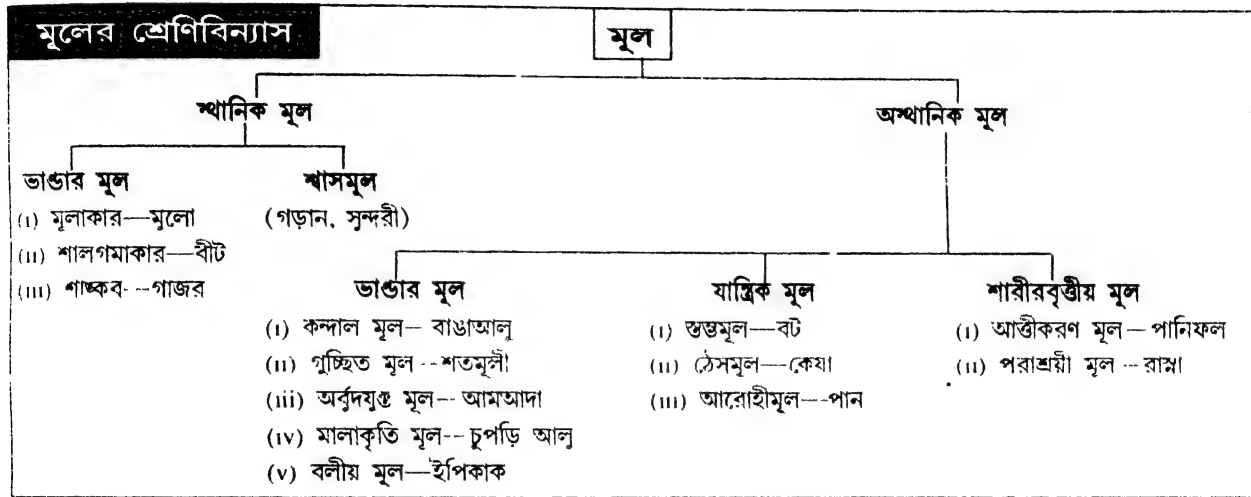 মূলের শ্রেণিবিন্যাস
মূল
স্থানিক মূল
অস্থানিক মূল
ভাণ্ডার মূল
(i) মূলাকার—মুলো
(ii) শালগমাকার—বীট
(iii) শাঙ্কব--গাজর
শ্বাসমূল
(গড়ান, সুন্দরী)
ভাণ্ডার মূল
(i) কন্দাল মূল—রাঙাআলু
(ii) গুচ্ছিত মূল--শতমূলী
(iii) অর্বুদযুক্ত মূল—আমআদা
(iv) মালাকৃতি মূল—চুপড়ি আলু
(v) বলীয় মূল—ইপিকাক
যান্ত্রিক মূল
(i) স্তম্ভমূল—বট
(ii) ঠেসমূল—কেয়া
(iii) আরোহীমূল—পান
শারীরবৃত্তীয় মূল
(i) আত্তীকরণ মূল—পানিফল
(ii) পরাশ্রয়ী মূল--রাস্না